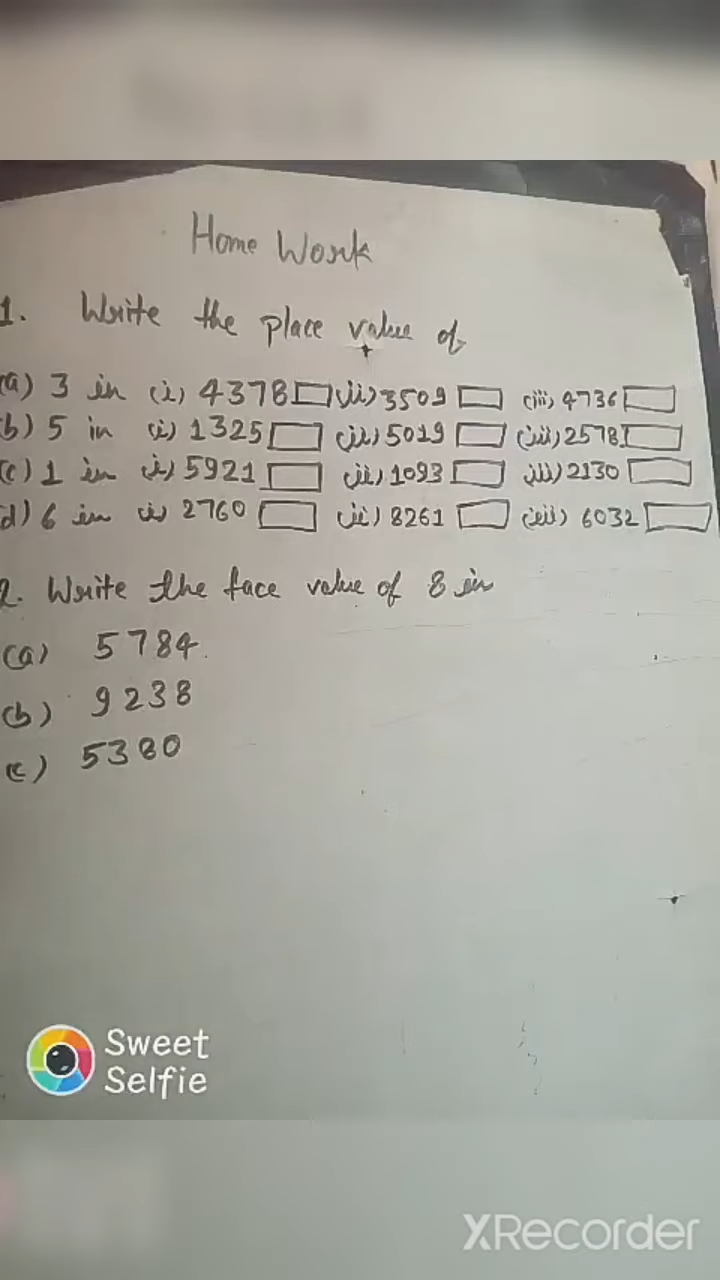 Home Work
1. Write the place value of
(a) 3 in (i) 4378 (ii) 3509 (iii) 4736
(b) 5 in (i) 1325 (ii) 5019 (iii) 2578
(c) 1 in (i) 5921 (ii) 1093 (iii) 2130
(d) 6 in (i) 2760 (ii) 8261 (iii) 6032
2. Write the face value of 8 in
(a) 5784
(b) 9238
(c) 5380
Sweet
Selfie
XRecorder